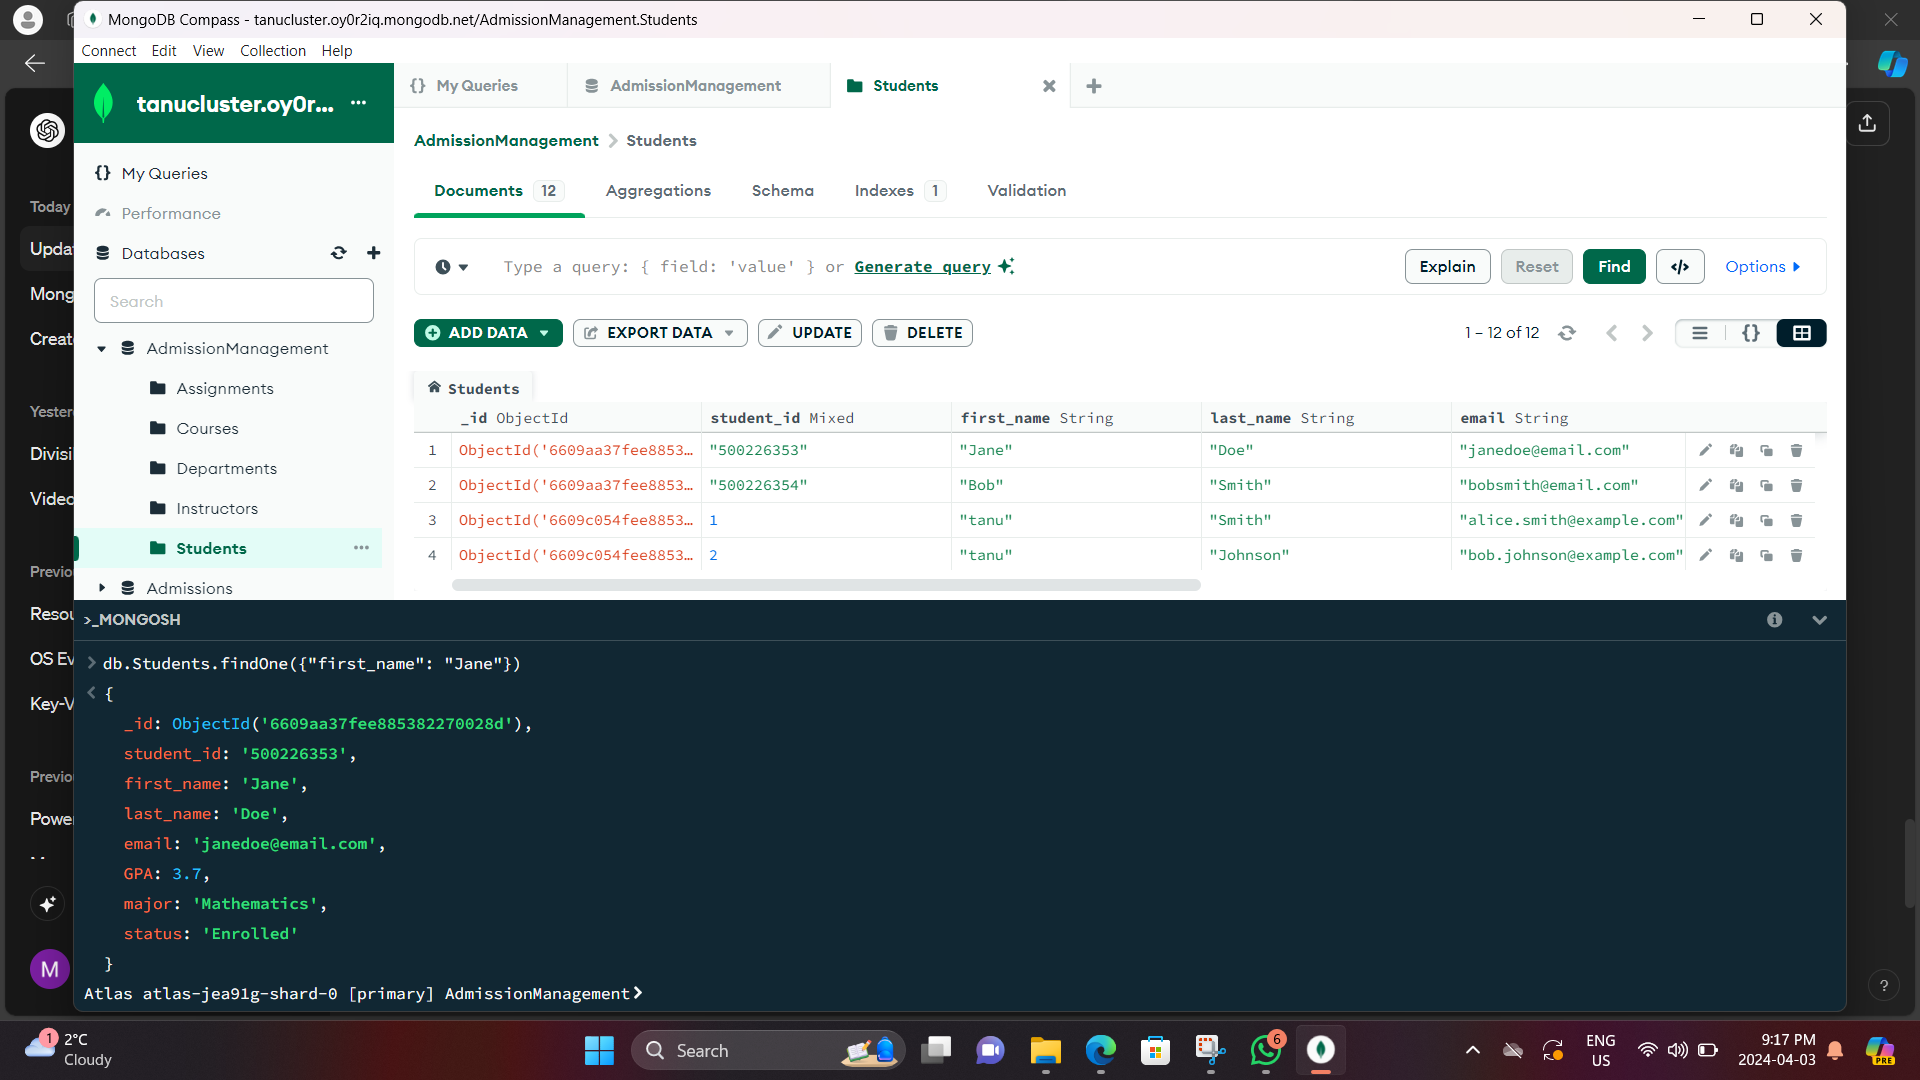 MongoDB Compass - tanucluster.oy0r2iq.mongodb.net/AdmissionManagement.Students
Connect Edit View Collection Help
tanucluster.oy0r... ...
{} My Queries
AdmissionManagement
Students
AdmissionManagement > Students
{} My Queries
Performance
Databases
Search
AdmissionManagement
Assignments
Courses
Departments
Instructors
Students ...
Admissions
Documents 12 Aggregations Schema Indexes 1 Validation
Type a query: { field: 'value' } or Generate query
Explain Reset Find </> Options
ADD DATA EXPORT DATA UPDATE DELETE
1 – 12 of 12 {}
Students
_id ObjectId student_id Mixed first_name String last_name String email String
1 ObjectId('6609aa37fee8853… "500226353" "Jane" "Doe" "janedoe@email.com"
2 ObjectId('6609aa37fee8853… "500226354" "Bob" "Smith" "bobsmith@email.com"
3 ObjectId('6609c054fee8853… 1 "tanu" "Smith" "alice.smith@example.com"
4 ObjectId('6609c054fee8853… 2 "tanu" "Johnson" "bob.johnson@example.com"
>_MONGOSH
> db.Students.findOne({"first_name": "Jane"})
< {
_id: ObjectId('6609aa37fee885382270028d'),
student_id: '500226353',
first_name: 'Jane',
last_name: 'Doe',
email: 'janedoe@email.com',
GPA: 3.7,
major: 'Mathematics',
status: 'Enrolled'
}
Atlas atlas-jea91g-shard-0 [primary] AdmissionManagement>
Today
Updat
Mong
Creat
Yester
Divisi
Video
Previo
Resou
OS Ev
Key-V
Previo
Power
M
?
1
2°C
Cloudy
Search
6
ENG
US
9:17 PM
2024-04-03
PRE